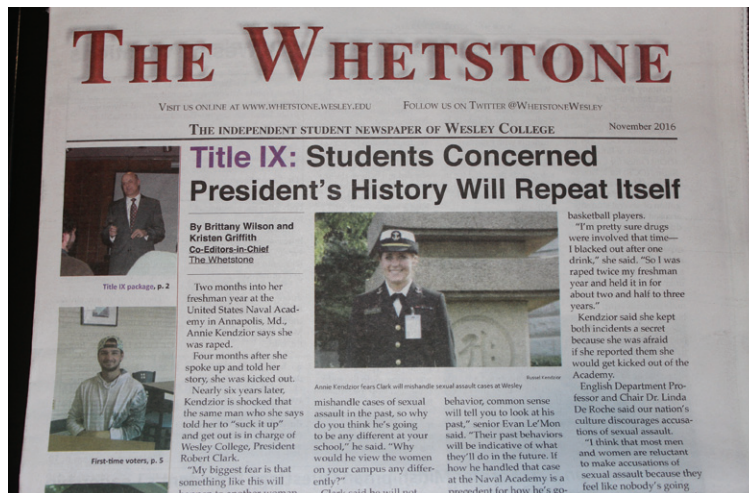 THE WHETSTONE
VISIT US ONLINE AT WWW.WHETSTONE.WESLEY.EDU
FOLLOW US ON TWITTER @WHETSTONEWESLEY
THE INDEPENDENT STUDENT NEWSPAPER OF WESLEY COLLEGE
November 2016
Title IX: Students Concerned
President's History Will Repeat Itself
Title IX package, p. 2
First-time voters, p. 5
By Brittany Wilson and
Kristen Griffith
Co-Editors-in-Chief
The Whetstone
Two months into her
freshman year at the
United States Naval Acad-
emy in Annapolis, Md.,
Annie Kendzior says she
was raped.
Four months after she
spoke up and told her
story, she was kicked out.
Nearly six years later,
Kendzior is shocked that
the same man who she says
told her to "suck it up"
and get out is in charge of
Wesley College, President
Robert Clark.
"My biggest fear is that
something like this will
Kendzior
Annie Kendzior fears Clark will mishandle sexual assault cases at Wesley
mishandle cases of sexual
assault in the past, so why
do you think he's going
to be any different at your
school," he said. "Why
would he view the women
on your campus any differ-
ently?"
Clark said he will not
behavior, common sense
will tell you to look at his
past," senior Evan Le'Mon
said. "Their past behaviors
will be indicative of what
they'll do in the future. If
how he handled that case
at the Naval Academy is a
precedent for how he's go-
basketball players.
"I'm pretty sure drugs
were involved that time—
I blacked out after one
drink," she said. "So I was
raped twice my freshman
year and held it in for
about two and half to three
years."
Kendzior said she kept
both incidents a secret
because she was afraid
if she reported them she
would get kicked out of the
Academy.
English Department Pro-
fessor and Chair Dr. Linda
De Roche said our nation's
culture discourages accusa-
tions of sexual assault.
"I think that most men
and women are reluctant
to make accusations of
sexual assault because they
feel like nobody's going